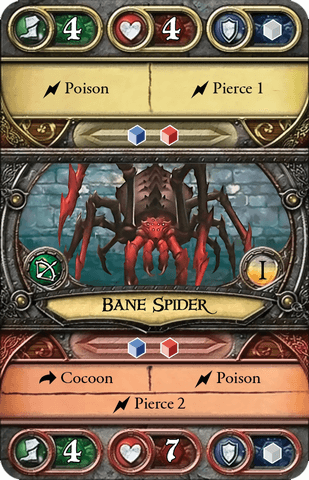 4 4
Poison Pierce 1
I
BANE SPIDER
Cocoon Poison
Pierce 2
4 7